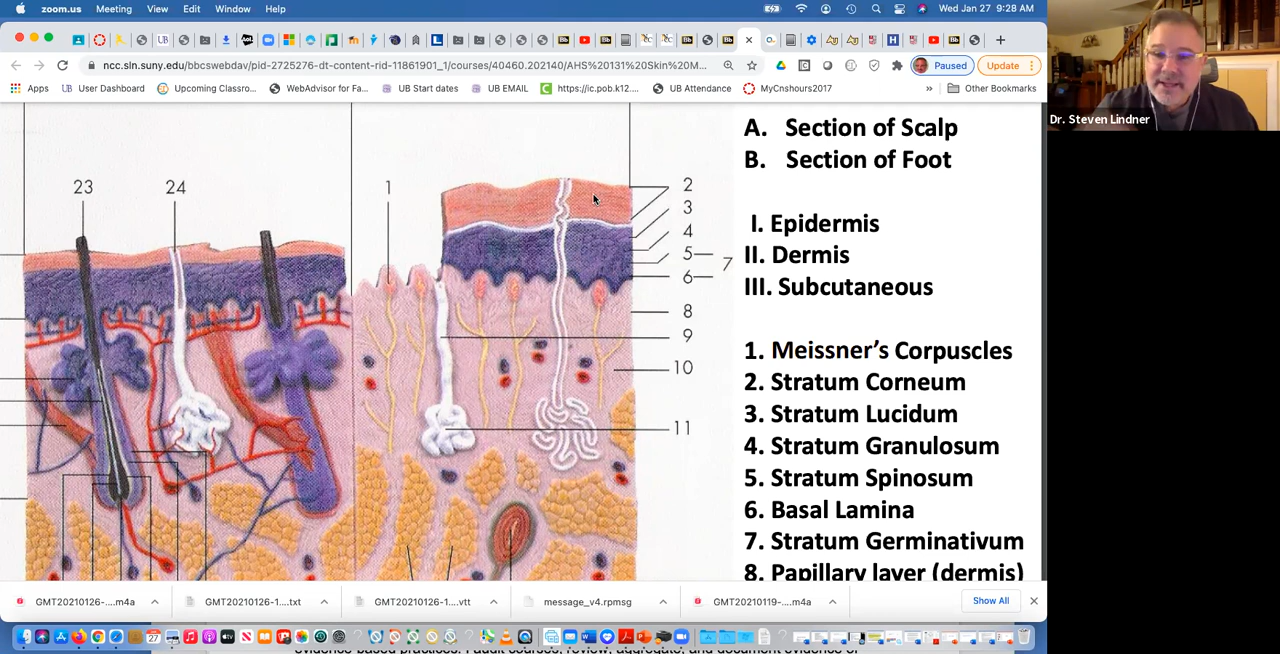 zoom.us Meeting View Edit Window Help Wed Jan 27 9:28 AM
ncc.sln.suny.edu/bbcswebdav/pid-2725276-dt-content-rid-11861901_1/courses/40460.202140/AHS%20131%20Skin%20M... Paused Update
Apps User Dashboard Upcoming Classro... WebAdvisor for Fa... UB Start dates UB EMAIL https://ic.pob.k12.... UB Attendance MyCnshours2017 » Other Bookmarks
Dr. Steven Lindner
23 24 1
2
3
4
5
6
7
8
9
10
11
A. Section of Scalp
B. Section of Foot
I. Epidermis
II. Dermis
III. Subcutaneous
1. Meissner's Corpuscles
2. Stratum Corneum
3. Stratum Lucidum
4. Stratum Granulosum
5. Stratum Spinosum
6. Basal Lamina
7. Stratum Germinativum
8. Papillary layer (dermis)
GMT20210126-....m4a GMT20210126-1....txt GMT20210126-1....vtt message_v4.rpmsg GMT20210119-....m4a Show All